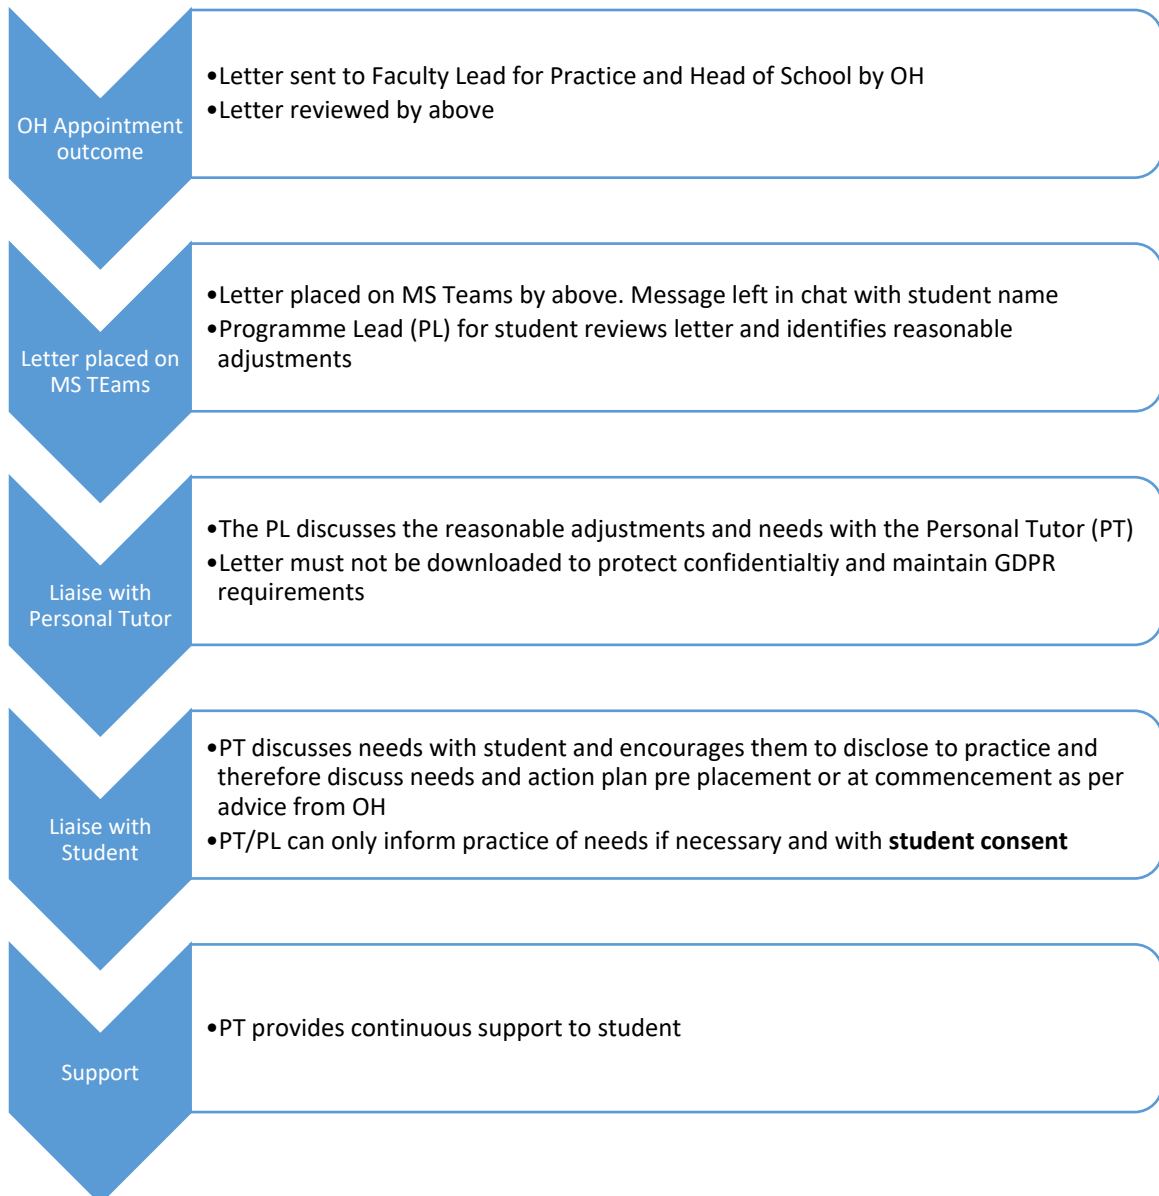 OH Appointment
outcome
•Letter sent to Faculty Lead for Practice and Head of School by OH
•Letter reviewed by above
Letter placed on
MS TEams
•Letter placed on MS Teams by above. Message left in chat with student name
•Programme Lead (PL) for student reviews letter and identifies reasonable
adjustments
Liaise with
Personal Tutor
•The PL discusses the reasonable adjustments and needs with the Personal Tutor (PT)
•Letter must not be downloaded to protect confidentialtiy and maintain GDPR
requirements
Liaise with
Student
•PT discusses needs with student and encourages them to disclose to practice and
therefore discuss needs and action plan pre placement or at commencement as per
advice from OH
•PT/PL can only inform practice of needs if necessary and with student consent
Support
•PT provides continuous support to student